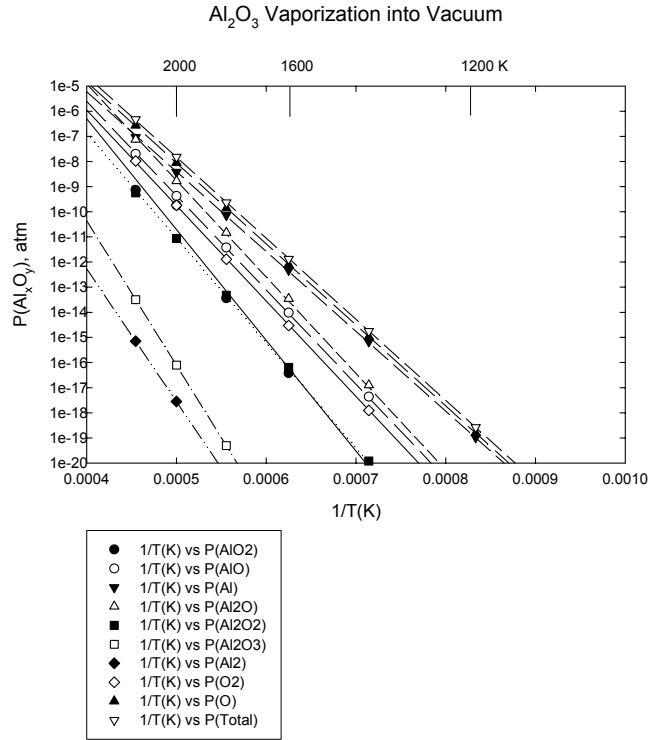 Al₂O₃ Vaporization into Vacuum
2000 1600 1200 K
1e-5
1e-6
1e-7
1e-8
1e-9
1e-10
1e-11
1e-12
1e-13
1e-14
1e-15
1e-16
1e-17
1e-18
1e-19
1e-20
P(AlₓOᵧ), atm
0.0004 0.0005 0.0006 0.0007 0.0008 0.0009 0.0010
1/T(K)
1/T(K) vs P(AlO2)
1/T(K) vs P(AlO)
1/T(K) vs P(Al)
1/T(K) vs P(Al2O)
1/T(K) vs P(Al2O2)
1/T(K) vs P(Al2O3)
1/T(K) vs P(Al2)
1/T(K) vs P(O2)
1/T(K) vs P(O)
1/T(K) vs P(Total)